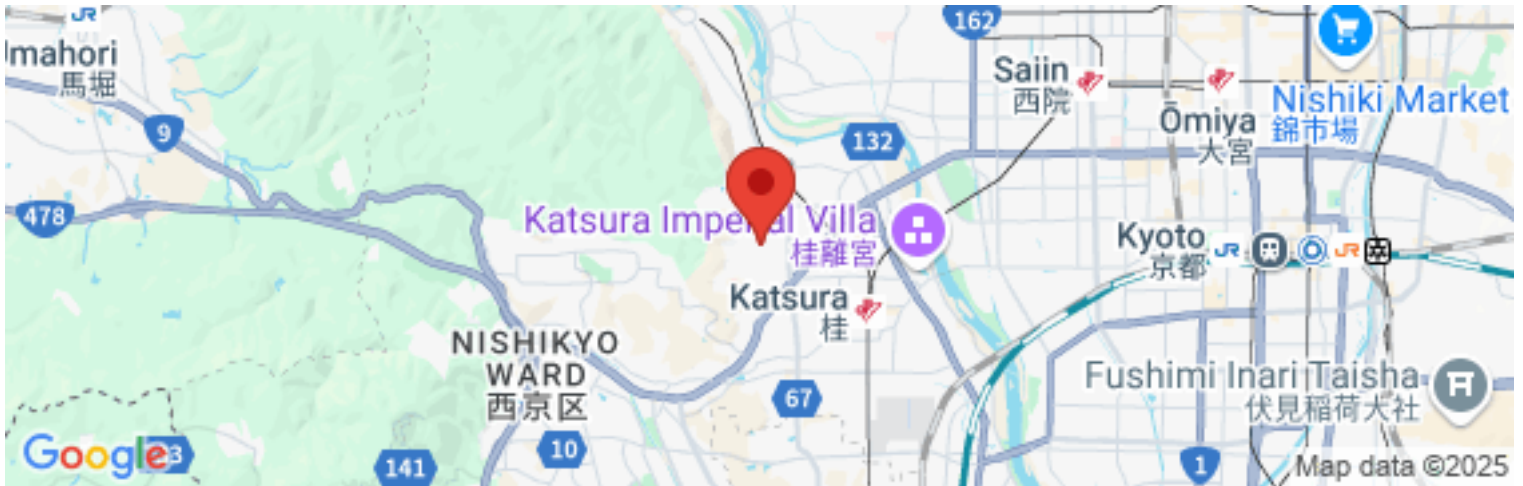 JR
162
Umahori
馬堀
Saiin
西院
Nishiki Market
錦市場
Ōmiya
大宮
9
132
478
Katsura Imperial Villa
桂離宮
Kyoto
京都
JR
JR
Katsura
桂
NISHIKYO
WARD
西京区
67
Fushimi Inari Taisha
伏見稲荷大社
10
141
1
Google
Map data ©2025